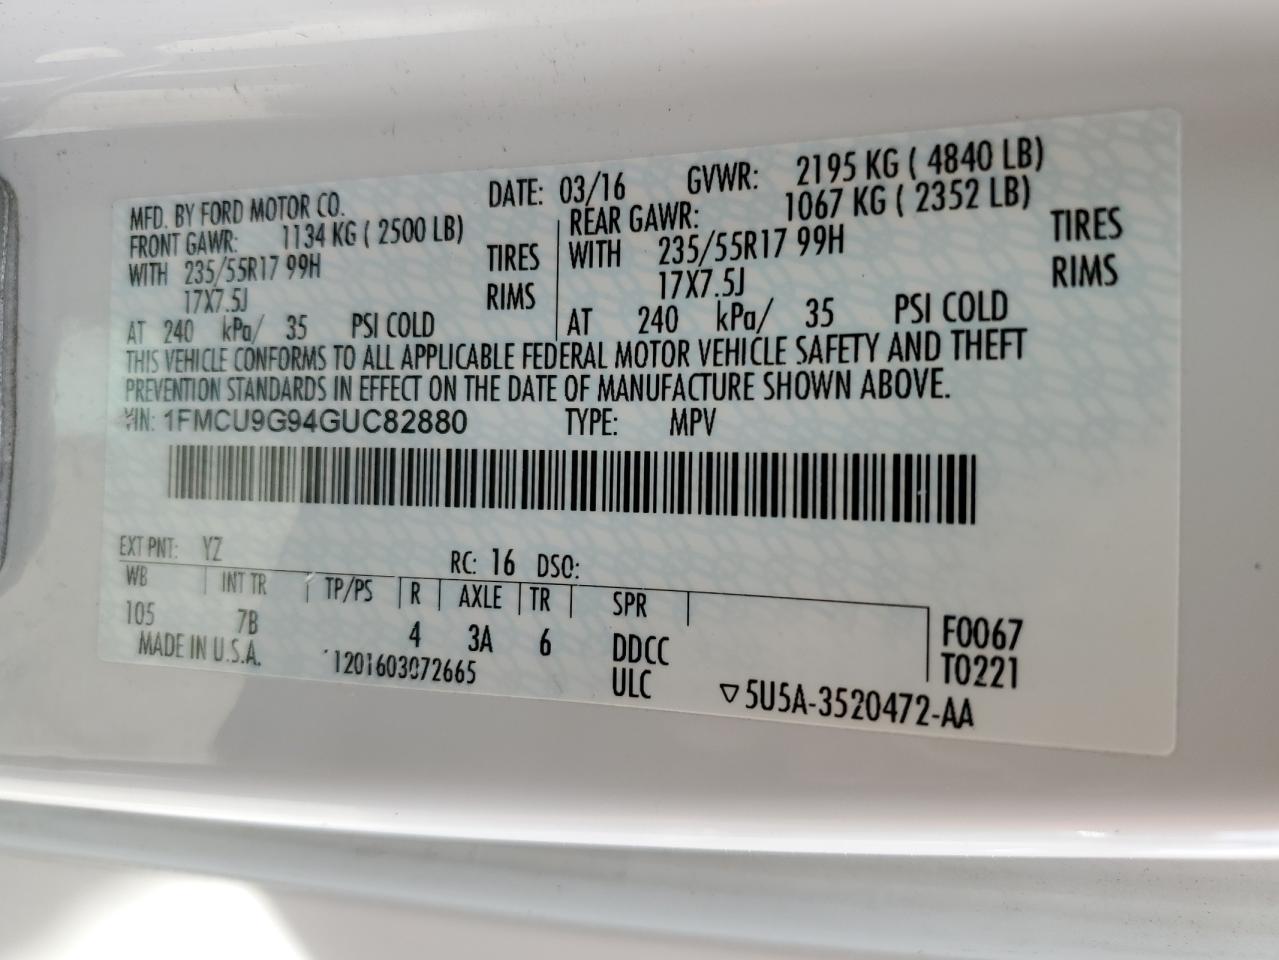 MFD. BY FORD MOTOR CO. DATE: 03/16 GVWR: 2195 KG ( 4840 LB)
FRONT GAWR: 1134 KG ( 2500 LB) REAR GAWR: 1067 KG ( 2352 LB)
WITH 235/55R17 99H TIRES WITH 235/55R17 99H TIRES
17X7.5J RIMS 17X7.5J RIMS
AT 240 kPa/ 35 PSI COLD AT 240 kPa/ 35 PSI COLD
THIS VEHICLE CONFORMS TO ALL APPLICABLE FEDERAL MOTOR VEHICLE SAFETY AND THEFT
PREVENTION STANDARDS IN EFFECT ON THE DATE OF MANUFACTURE SHOWN ABOVE.
VIN: 1FMCU9G94GUC82880 TYPE: MPV
EXT PNT: YZ RC: 16 DSO:
WB INT TR TP/PS R AXLE TR SPR
105 7B 4 3A 6 DDCC F0067
MADE IN U.S.A. 1201603072665 ULC T0221
▽5U5A-3520472-AA